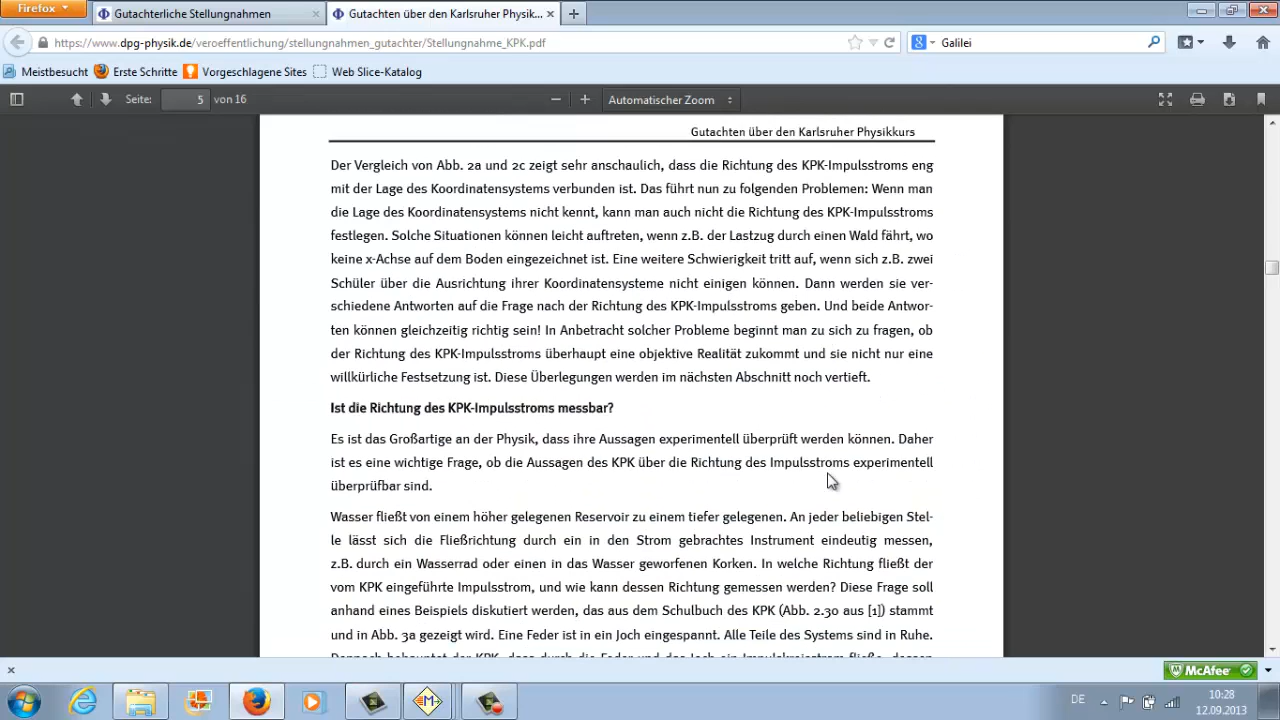 Firefox
Gutachterliche Stellungnahmen
Gutachten über den Karlsruher Physik...
https://www.dpg-physik.de/veroeffentlichung/stellungnahmen_gutachter/Stellungnahme_KPK.pdf
Galilei
Meistbesucht
Erste Schritte
Vorgeschlagene Sites
Web Slice-Katalog
Seite: 5 von 16
Automatischer Zoom
Gutachten über den Karlsruher Physikkurs
Der Vergleich von Abb. 2a und 2c zeigt sehr anschaulich, dass die Richtung des KPK-Impulsstroms eng
mit der Lage des Koordinatensystems verbunden ist. Das führt nun zu folgenden Problemen: Wenn man
die Lage des Koordinatensystems nicht kennt, kann man auch nicht die Richtung des KPK-Impulsstroms
festlegen. Solche Situationen können leicht auftreten, wenn z.B. der Lastzug durch einen Wald fährt, wo
keine x-Achse auf dem Boden eingezeichnet ist. Eine weitere Schwierigkeit tritt auf, wenn sich z.B. zwei
Schüler über die Ausrichtung ihrer Koordinatensysteme nicht einigen können. Dann werden sie ver-
schiedene Antworten auf die Frage nach der Richtung des KPK-Impulsstroms geben. Und beide Antwor-
ten können gleichzeitig richtig sein! In Anbetracht solcher Probleme beginnt man zu sich zu fragen, ob
der Richtung des KPK-Impulsstroms überhaupt eine objektive Realität zukommt und sie nicht nur eine
willkürliche Festsetzung ist. Diese Überlegungen werden im nächsten Abschnitt noch vertieft.
Ist die Richtung des KPK-Impulsstroms messbar?
Es ist das Großartige an der Physik, dass ihre Aussagen experimentell überprüft werden können. Daher
ist es eine wichtige Frage, ob die Aussagen des KPK über die Richtung des Impulsstroms experimentell
überprüfbar sind.
Wasser fließt von einem höher gelegenen Reservoir zu einem tiefer gelegenen. An jeder beliebigen Stel-
le lässt sich die Fließrichtung durch ein in den Strom gebrachtes Instrument eindeutig messen,
z.B. durch ein Wasserrad oder einen in das Wasser geworfenen Korken. In welche Richtung fließt der
vom KPK eingeführte Impulsstrom, und wie kann dessen Richtung gemessen werden? Diese Frage soll
anhand eines Beispiels diskutiert werden, das aus dem Schulbuch des KPK (Abb. 2.30 aus [1]) stammt
und in Abb. 3a gezeigt wird. Eine Feder ist in ein Joch eingespannt. Alle Teile des Systems sind in Ruhe.
Dennoch behauptet der KPK, dass durch die Feder und das Joch ein Impulskreisstrom fließe, dessen
McAfee
DE
10:28
12.09.2013